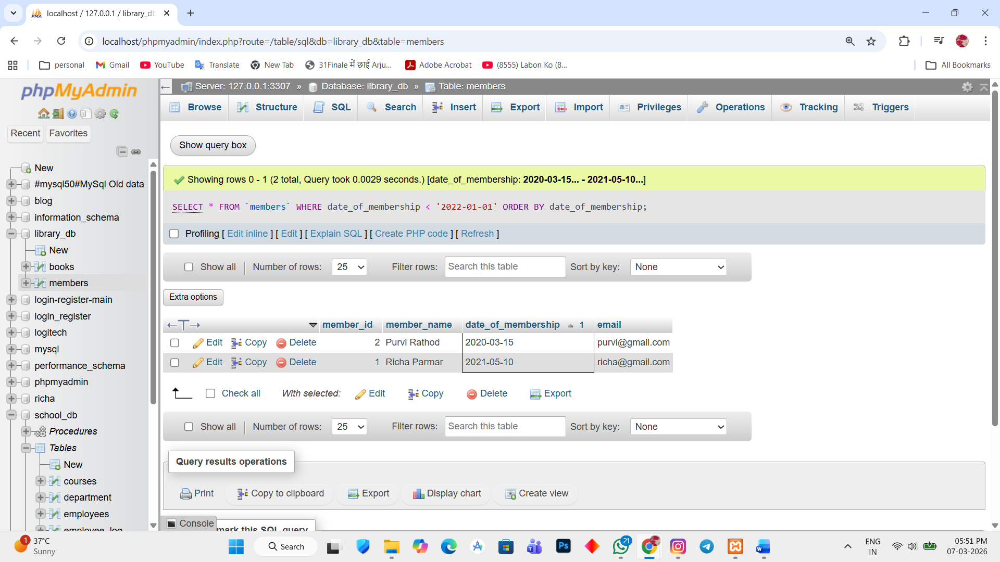 localhost / 127.0.0.1 / library_db
localhost/phpmyadmin/index.php?route=/table/sql&db=library_db&table=members
personal Gmail YouTube Translate New Tab 31Finale में छाई Arju... Adobe Acrobat (8555) Labon Ko (8... All Bookmarks
phpMyAdmin
Recent Favorites
New
#mysql50#MySql Old data
blog
information_schema
library_db
New
books
members
login-register-main
login_register
logitech
mysql
performance_schema
phpmyadmin
richa
school_db
Procedures
Tables
New
courses
department
employees
employee_log
Server: 127.0.0.1:3307 » Database: library_db » Table: members
Browse Structure SQL Search Insert Export Import Privileges Operations Tracking Triggers
Show query box
Showing rows 0 - 1 (2 total, Query took 0.0029 seconds.) [date_of_membership: 2020-03-15... - 2021-05-10...]
SELECT * FROM `members` WHERE date_of_membership < '2022-01-01' ORDER BY date_of_membership;
Profiling [ Edit inline ] [ Edit ] [ Explain SQL ] [ Create PHP code ] [ Refresh ]
Show all Number of rows: 25 Filter rows: Search this table Sort by key: None
Extra options
member_id member_name date_of_membership 1 email
Edit Copy Delete 2 Purvi Rathod 2020-03-15 purvi@gmail.com
Edit Copy Delete 1 Richa Parmar 2021-05-10 richa@gmail.com
Check all With selected: Edit Copy Delete Export
Show all Number of rows: 25 Filter rows: Search this table Sort by key: None
Query results operations
Print Copy to clipboard Export Display chart Create view
Console
mark this SQL query
1 37°C
Sunny
Search
Ps
21
ENG
IN
05:51 PM
07-03-2026